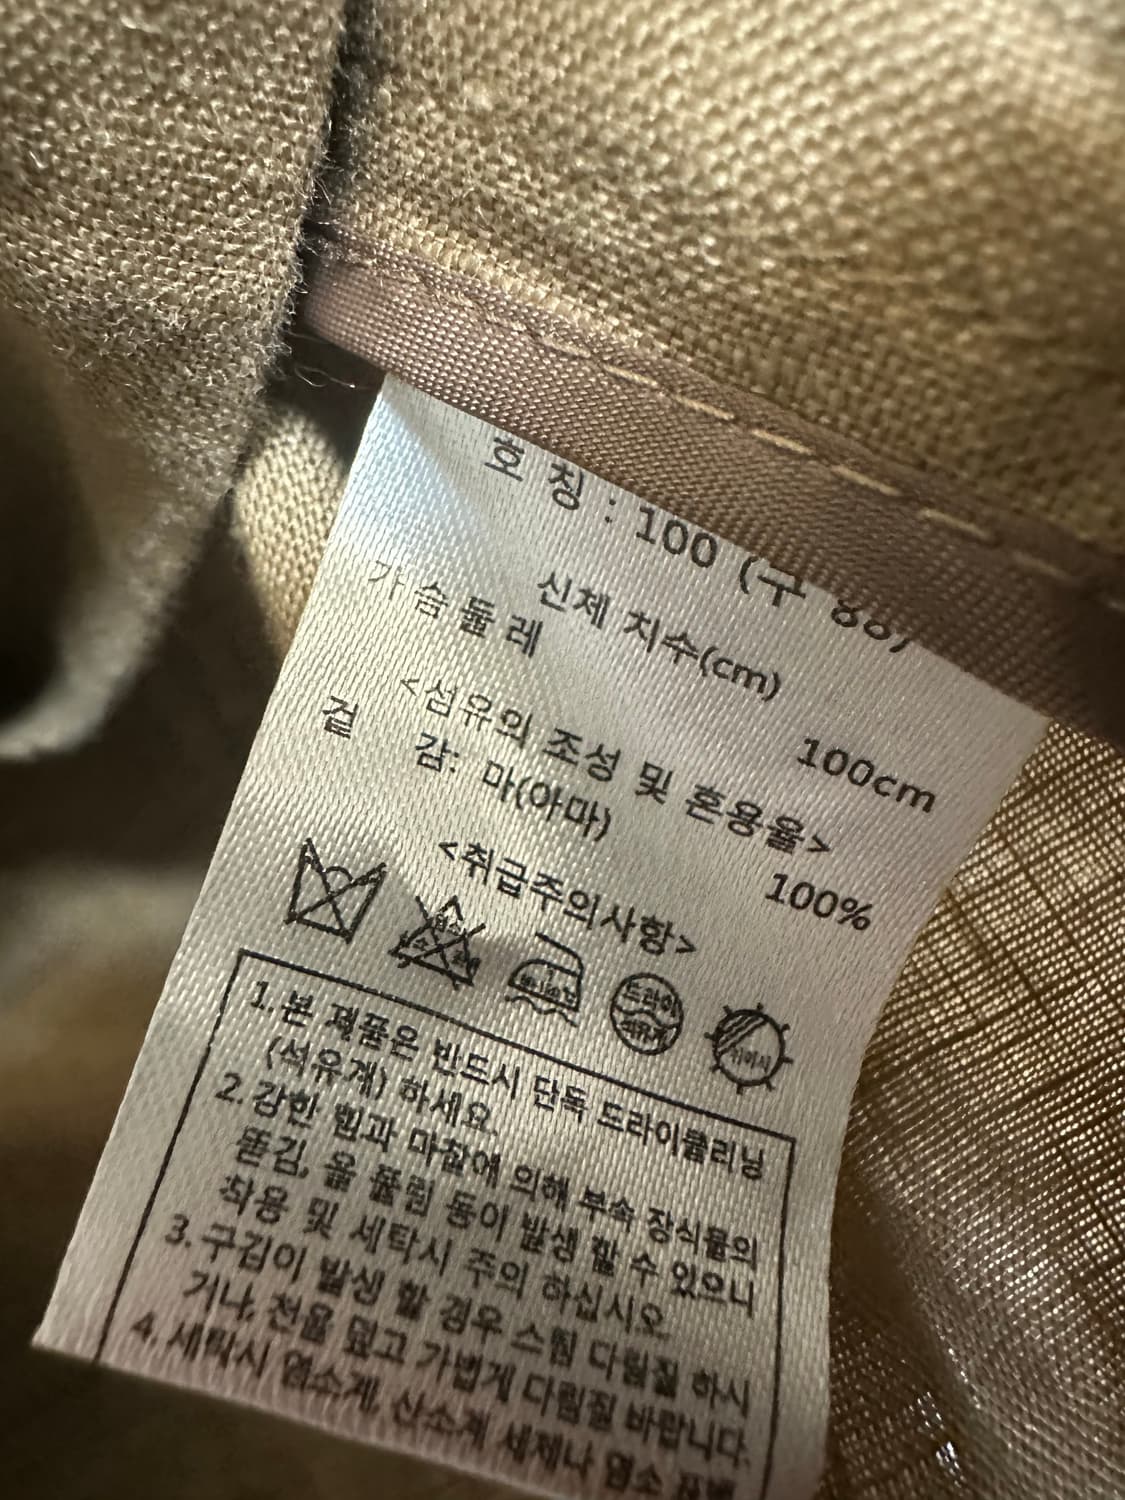 호 칭 : 100 (구 88)
신체 치수(cm)
가 슴 둘 레 100cm
<섬유의 조성 및 혼용율>
겉 감: 마(아마) 100%
<취급주의사항>
드라이
1. 본 제품은 반드시 단독 드라이클리닝
(석유계) 하세요.
2. 강한 힘과 마찰에 의해 부속 장식물의
뜯김, 올 풀림 등이 발생 할 수 있으니
착용 및 세탁시 주의 하십시오.
3. 구김이 발생 할 경우 스팀 다림질 하시
거나, 천을 덮고 가볍게 다림질 바랍니다.
4. 세탁시 염소계, 산소계 세제나 염소 표백